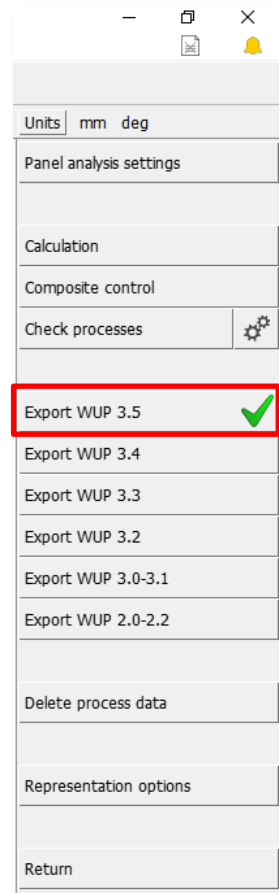 Units mm deg
Panel analysis settings
Calculation
Composite control
Check processes
Export WUP 3.5
Export WUP 3.4
Export WUP 3.3
Export WUP 3.2
Export WUP 3.0-3.1
Export WUP 2.0-2.2
Delete process data
Representation options
Return